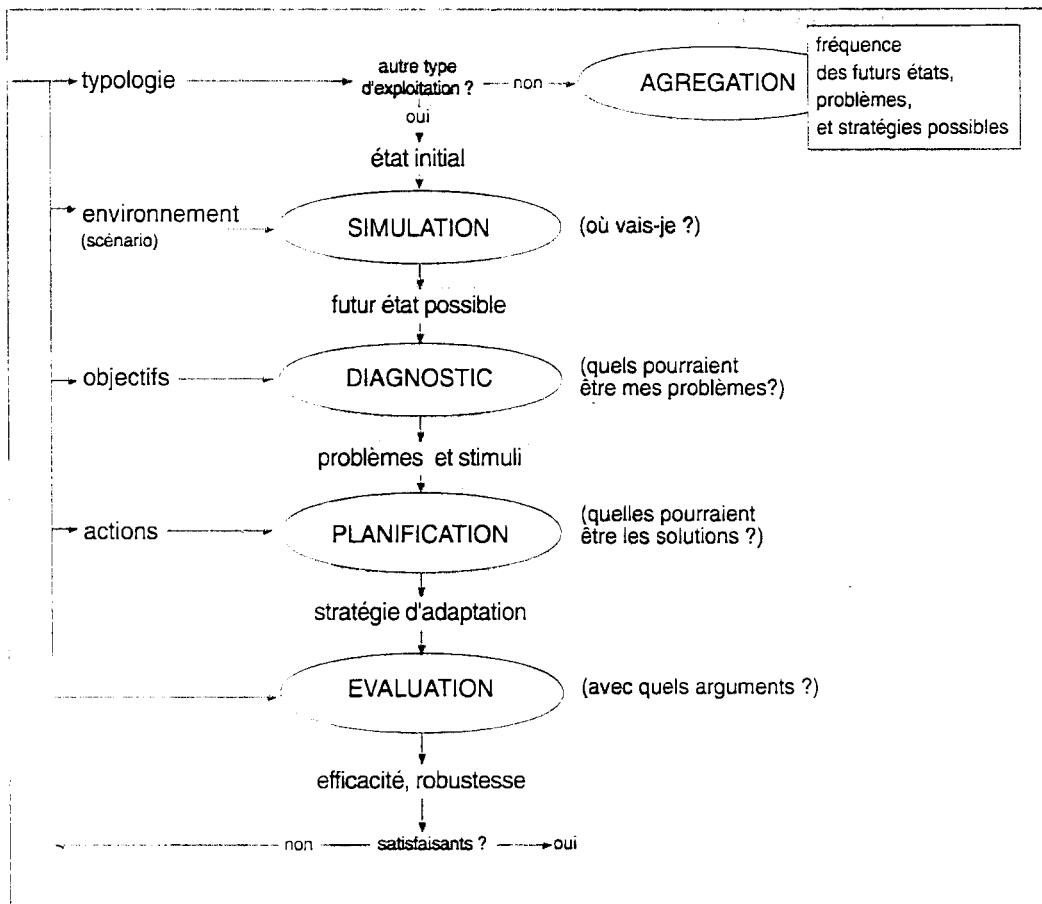 typologie
autre type
d'exploitation ?
non
AGREGATION
fréquence
des futurs états,
problèmes,
et stratégies possibles
oui
état initial
environnement
(scénario)
SIMULATION
(où vais-je ?)
futur état possible
objectifs
DIAGNOSTIC
(quels pourraient
être mes problèmes?)
problèmes et stimuli
actions
PLANIFICATION
(quelles pourraient
être les solutions ?)
stratégie d'adaptation
EVALUATION
(avec quels arguments ?)
efficacité, robustesse
non
satisfaisants ?
oui